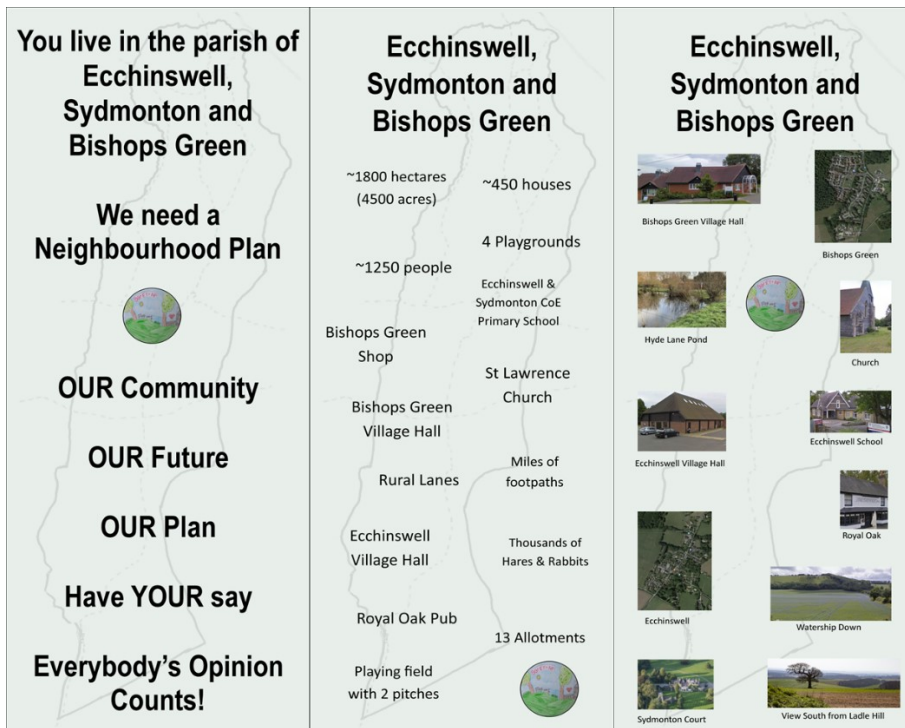 You live in the parish of
Ecchinswell,
Sydmonton and
Bishops Green
We need a
Neighbourhood Plan
OUR Community
OUR Future
OUR Plan
Have YOUR say
Everybody's Opinion
Counts!
Ecchinswell,
Sydmonton and
Bishops Green
~1800 hectares
(4500 acres)
~450 houses
4 Playgrounds
~1250 people
Ecchinswell &
Sydmonton CoE
Primary School
Bishops Green
Shop
St Lawrence
Church
Bishops Green
Village Hall
Rural Lanes
Miles of
footpaths
Ecchinswell
Village Hall
Thousands of
Hares & Rabbits
Royal Oak Pub
13 Allotments
Playing field
with 2 pitches
Ecchinswell,
Sydmonton and
Bishops Green
Bishops Green Village Hall
Bishops Green
Hyde Lane Pond
Church
Ecchinswell Village Hall
Ecchinswell School
Royal Oak
Ecchinswell
Watership Down
Sydmonton Court
View South from Ladle Hill